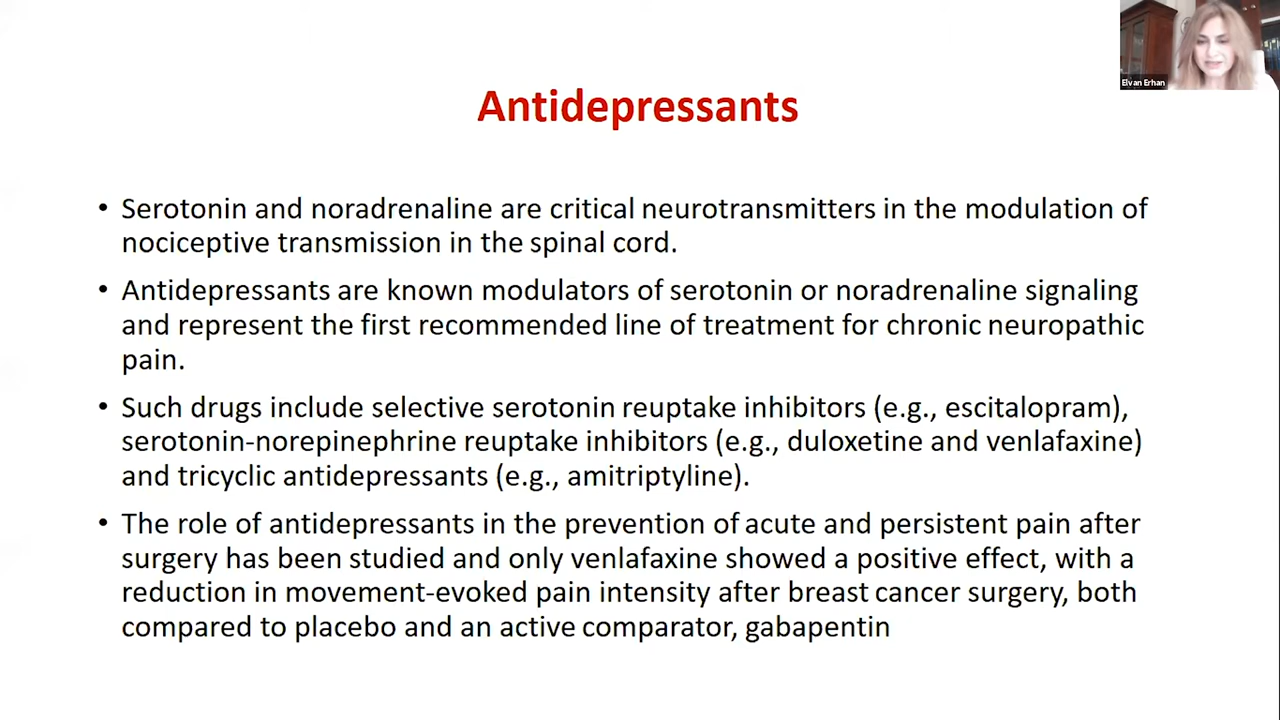 Elvan Erhan
Antidepressants
• Serotonin and noradrenaline are critical neurotransmitters in the modulation of
nociceptive transmission in the spinal cord.
• Antidepressants are known modulators of serotonin or noradrenaline signaling
and represent the first recommended line of treatment for chronic neuropathic
pain.
• Such drugs include selective serotonin reuptake inhibitors (e.g., escitalopram),
serotonin-norepinephrine reuptake inhibitors (e.g., duloxetine and venlafaxine)
and tricyclic antidepressants (e.g., amitriptyline).
• The role of antidepressants in the prevention of acute and persistent pain after
surgery has been studied and only venlafaxine showed a positive effect, with a
reduction in movement-evoked pain intensity after breast cancer surgery, both
compared to placebo and an active comparator, gabapentin